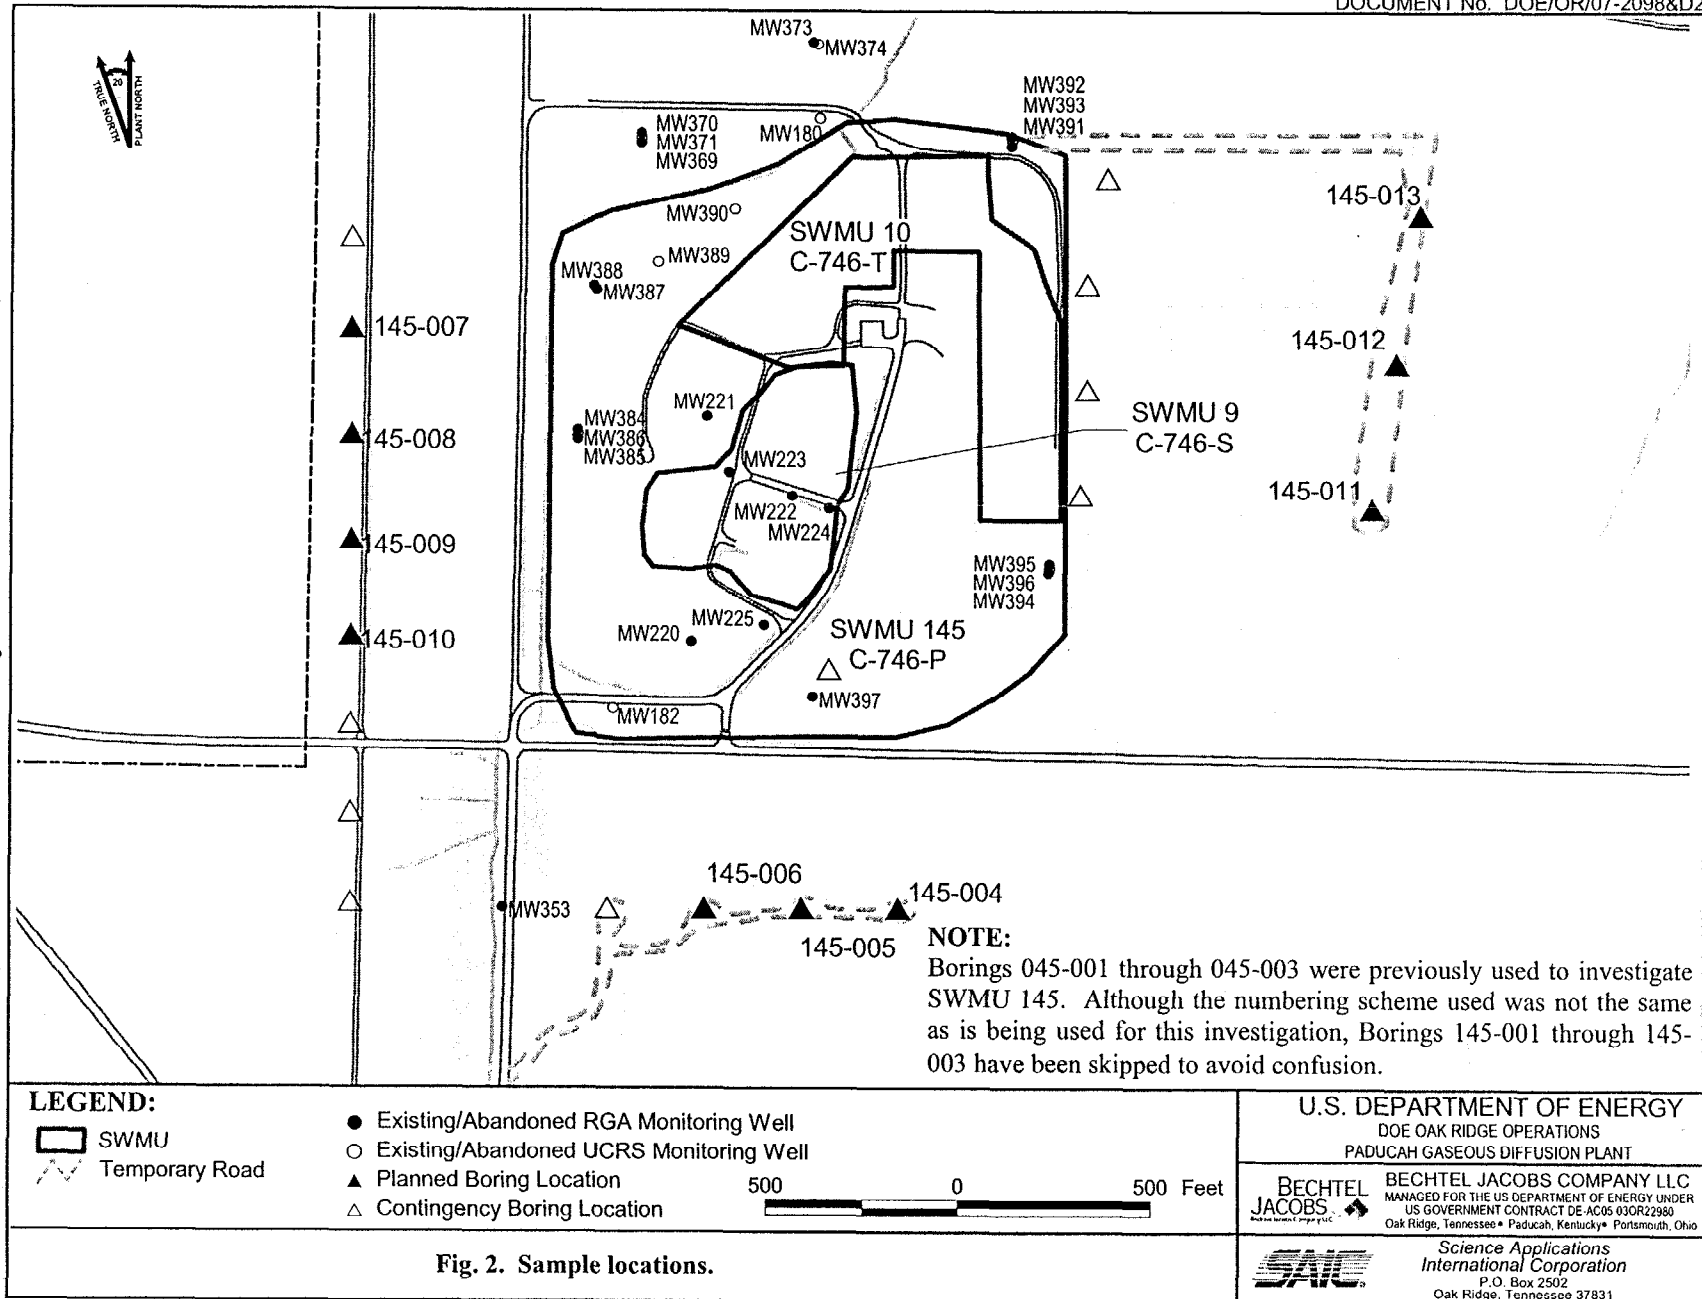 DOCUMENT No. DOE/OR/07-2098&D2
TRUE NORTH
20
PLANT NORTH
MW373
MW374
MW392
MW393
MW391
MW370
MW371
MW369
MW180
145-013
MW390
SWMU 10
C-746-T
MW389
MW388
MW387
145-007
145-012
MW221
SWMU 9
C-746-S
MW384
MW386
MW385
145-008
MW223
145-011
MW222
MW224
145-009
MW395
MW396
MW394
MW225
MW220
SWMU 145
C-746-P
145-010
MW397
MW182
145-006
145-004
MW353
145-005
NOTE:
Borings 045-001 through 045-003 were previously used to investigate
SWMU 145. Although the numbering scheme used was not the same
as is being used for this investigation, Borings 145-001 through 145-
003 have been skipped to avoid confusion.
LEGEND:
SWMU
Temporary Road
● Existing/Abandoned RGA Monitoring Well
○ Existing/Abandoned UCRS Monitoring Well
▲ Planned Boring Location
△ Contingency Boring Location
500 0 500 Feet
U.S. DEPARTMENT OF ENERGY
DOE OAK RIDGE OPERATIONS
PADUCAH GASEOUS DIFFUSION PLANT
BECHTEL
JACOBS
BECHTEL JACOBS COMPANY LLC
MANAGED FOR THE US DEPARTMENT OF ENERGY UNDER
US GOVERNMENT CONTRACT DE-AC05 03OR22980
Oak Ridge, Tennessee • Paducah, Kentucky • Portsmouth, Ohio
Fig. 2. Sample locations.
SAIC
Science Applications
International Corporation
P.O. Box 2502
Oak Ridge, Tennessee 37831